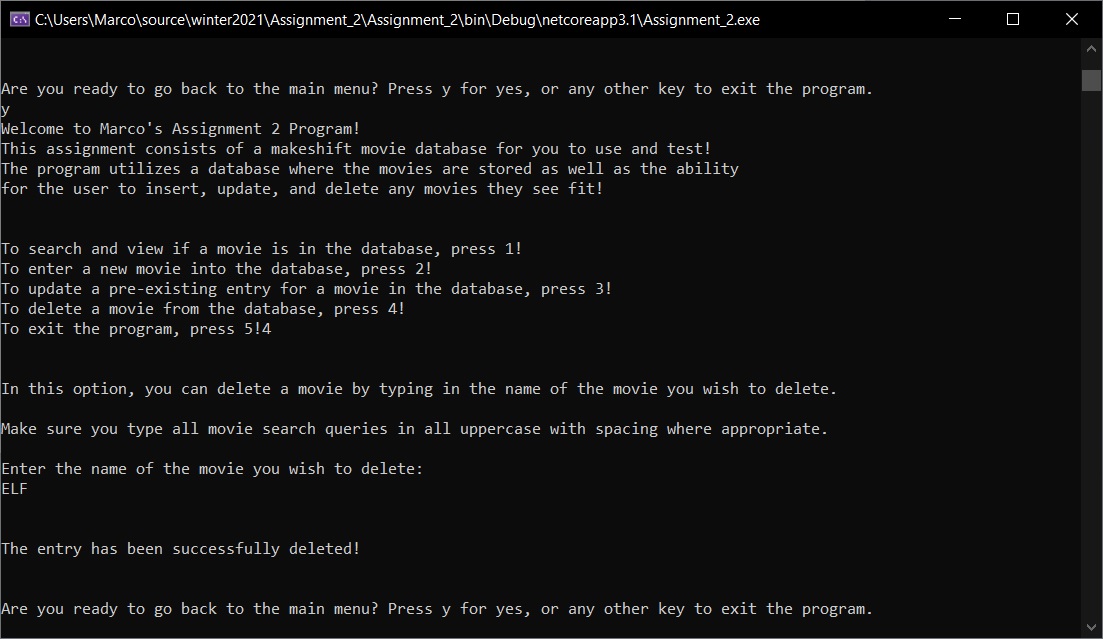 C:\Users\Marco\source\winter2021\Assignment_2\Assignment_2\bin\Debug\netcoreapp3.1\Assignment_2.exe
Are you ready to go back to the main menu? Press y for yes, or any other key to exit the program.
y
Welcome to Marco's Assignment 2 Program!
This assignment consists of a makeshift movie database for you to use and test!
The program utilizes a database where the movies are stored as well as the ability
for the user to insert, update, and delete any movies they see fit!
To search and view if a movie is in the database, press 1!
To enter a new movie into the database, press 2!
To update a pre-existing entry for a movie in the database, press 3!
To delete a movie from the database, press 4!
To exit the program, press 5!4
In this option, you can delete a movie by typing in the name of the movie you wish to delete.
Make sure you type all movie search queries in all uppercase with spacing where appropriate.
Enter the name of the movie you wish to delete:
ELF
The entry has been successfully deleted!
Are you ready to go back to the main menu? Press y for yes, or any other key to exit the program.